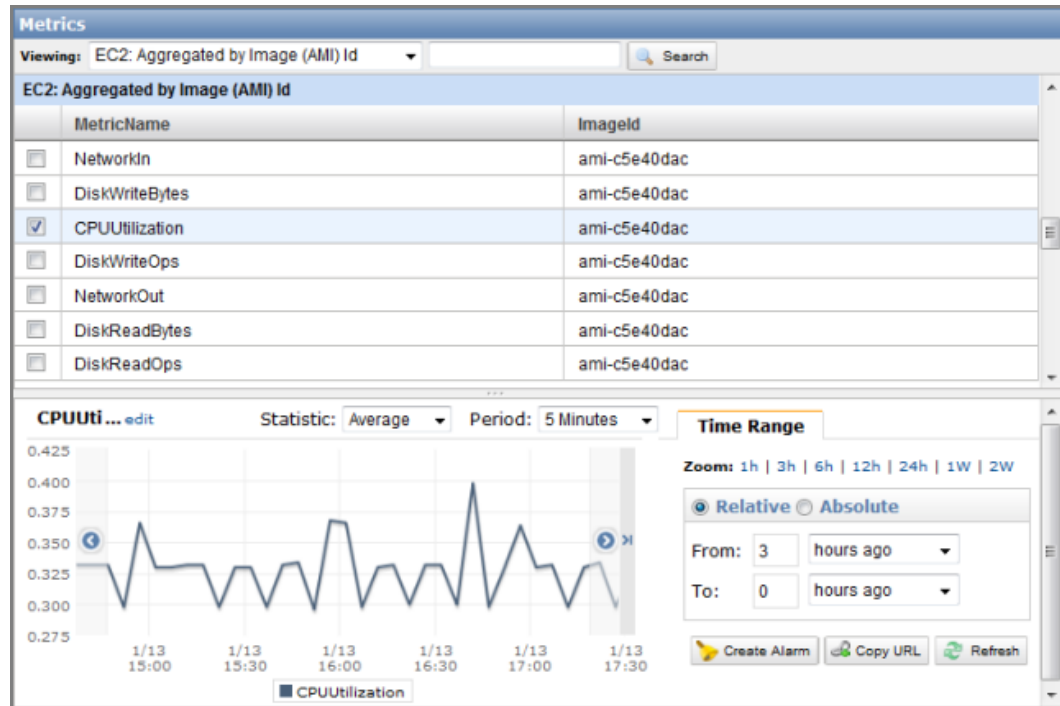 Metrics
Viewing: EC2: Aggregated by Image (AMI) Id Search
EC2: Aggregated by Image (AMI) Id
MetricName ImageId
NetworkIn ami-c5e40dac
DiskWriteBytes ami-c5e40dac
CPUUtilization ami-c5e40dac
DiskWriteOps ami-c5e40dac
NetworkOut ami-c5e40dac
DiskReadBytes ami-c5e40dac
DiskReadOps ami-c5e40dac
CPUUti... edit Statistic: Average Period: 5 Minutes
0.425
0.400
0.375
0.350
0.325
0.300
0.275
1/13 1/13 1/13 1/13 1/13 1/13
15:00 15:30 16:00 16:30 17:00 17:30
CPUUtilization
Time Range
Zoom: 1h | 3h | 6h | 12h | 24h | 1W | 2W
Relative Absolute
From: 3 hours ago
To: 0 hours ago
Create Alarm Copy URL Refresh